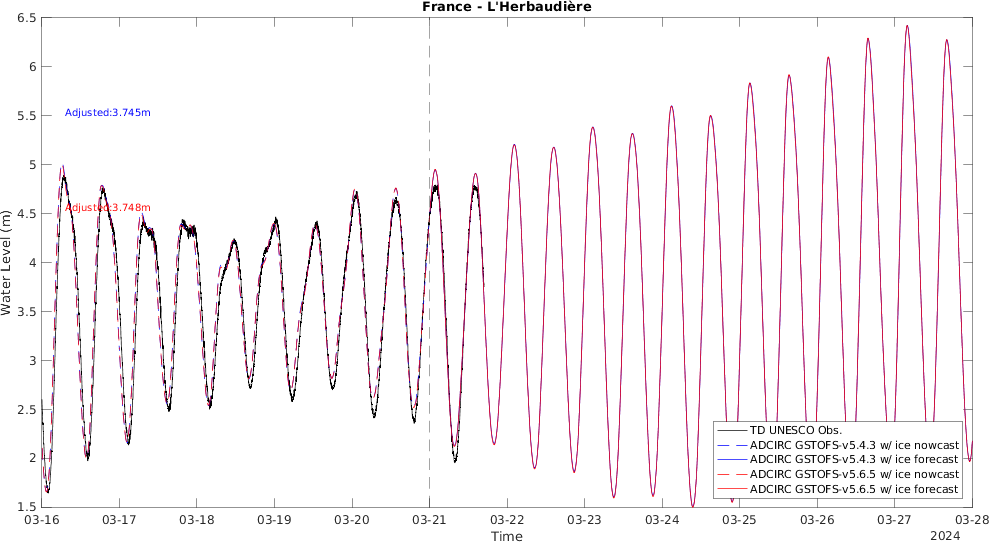 France - L'Herbaudière
Water Level (m)
6.5
6
5.5
5
4.5
4
3.5
3
2.5
2
1.5
Adjusted:3.745m
Adjusted:3.748m
TD UNESCO Obs.
ADCIRC GSTOFS-v5.4.3 w/ ice nowcast
ADCIRC GSTOFS-v5.4.3 w/ ice forecast
ADCIRC GSTOFS-v5.6.5 w/ ice nowcast
ADCIRC GSTOFS-v5.6.5 w/ ice forecast
03-16 03-17 03-18 03-19 03-20 03-21 03-22 03-23 03-24 03-25 03-26 03-27 03-28
Time
2024